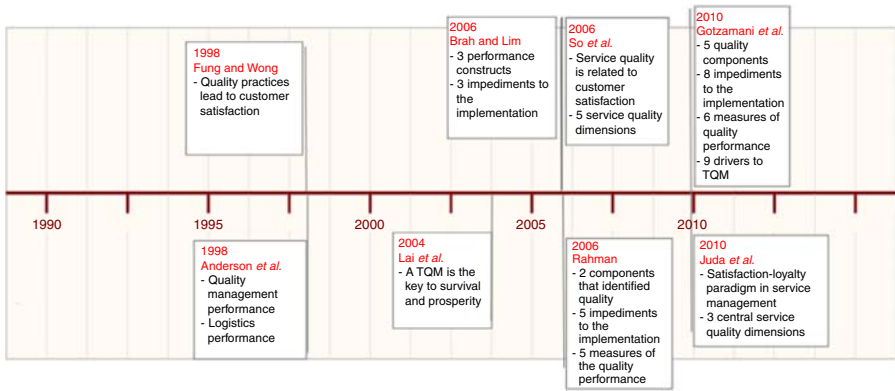 1998
Fung and Wong
- Quality practices
lead to customer
satisfaction
2006
Brah and Lim
- 3 performance
constructs
- 3 impediments to
the
implementation
2006
So et al.
- Service quality
is related to
customer
satisfaction
- 5 service quality
dimensions
2010
Gotzamani et al.
- 5 quality
components
- 8 impediments
to the
implementation
- 6 measures of
quality
performance
- 9 drivers to
TQM
1990 1995 2000 2005 2010
1998
Anderson et al.
- Quality
management
performance
- Logistics
performance
2004
Lai et al.
- A TQM is the
key to survival
and prosperity
2006
Rahman
- 2 components
that identified
quality
- 5 impediments
to the
implementation
- 5 measures of
the quality
performance
2010
Juda et al.
- Satisfaction-loyalty
paradigm in service
management
- 3 central service
quality dimensions